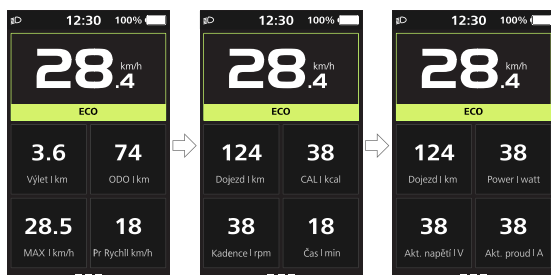 12:30 100%
28.4 km/h
ECO
3.6 74
Výlet | km ODO | km
28.5 18
MAX | km/h Pr Rychll km/h
12:30 100%
28.4 km/h
ECO
124 38
Dojezd | km CAL | kcal
38 18
Kadence | rpm Čas | min
12:30 100%
28.4 km/h
ECO
124 38
Dojezd | km Power | watt
38 38
Akt. napětí | V Akt. proud | A